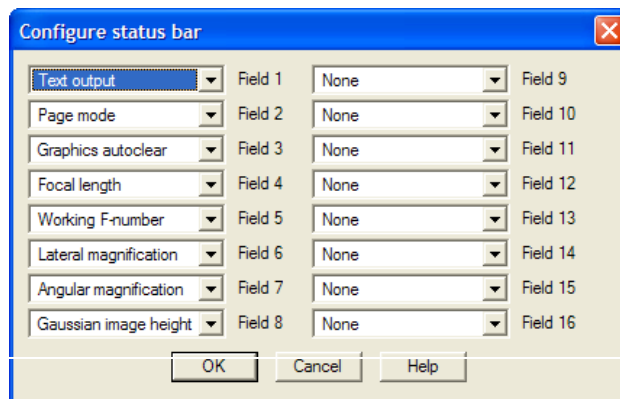 Configure status bar
Text output Field 1 None Field 9
Page mode Field 2 None Field 10
Graphics autoclear Field 3 None Field 11
Focal length Field 4 None Field 12
Working F-number Field 5 None Field 13
Lateral magnification Field 6 None Field 14
Angular magnification Field 7 None Field 15
Gaussian image height Field 8 None Field 16
OK Cancel Help